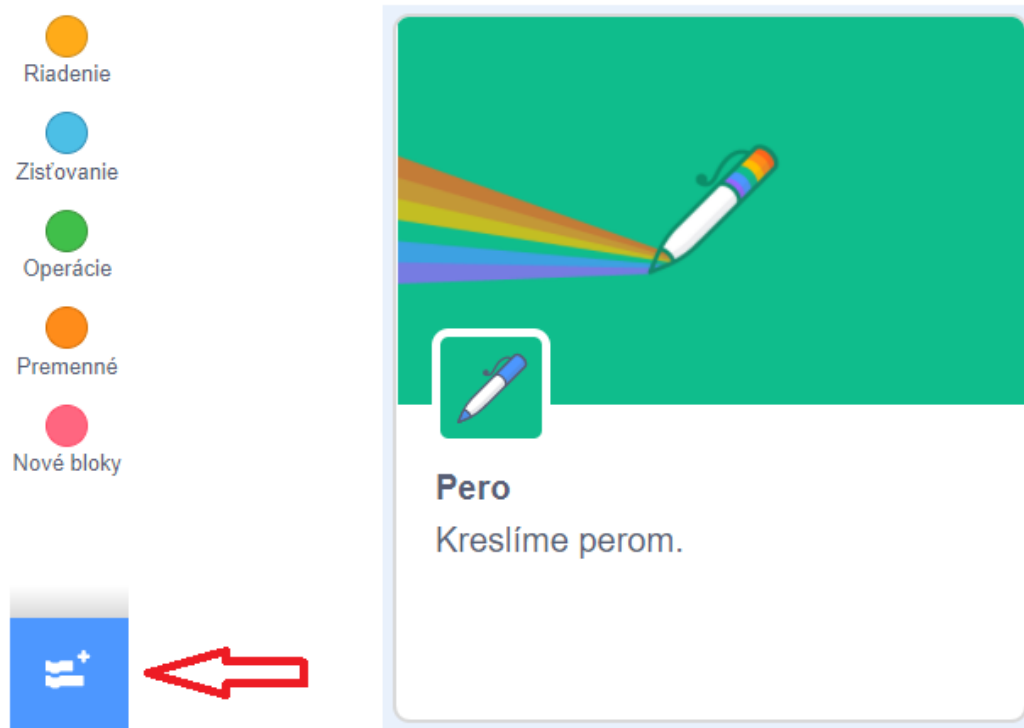 Riadenie
Zisťovanie
Operácie
Premenné
Nové bloky
Pero
Kreslíme perom.